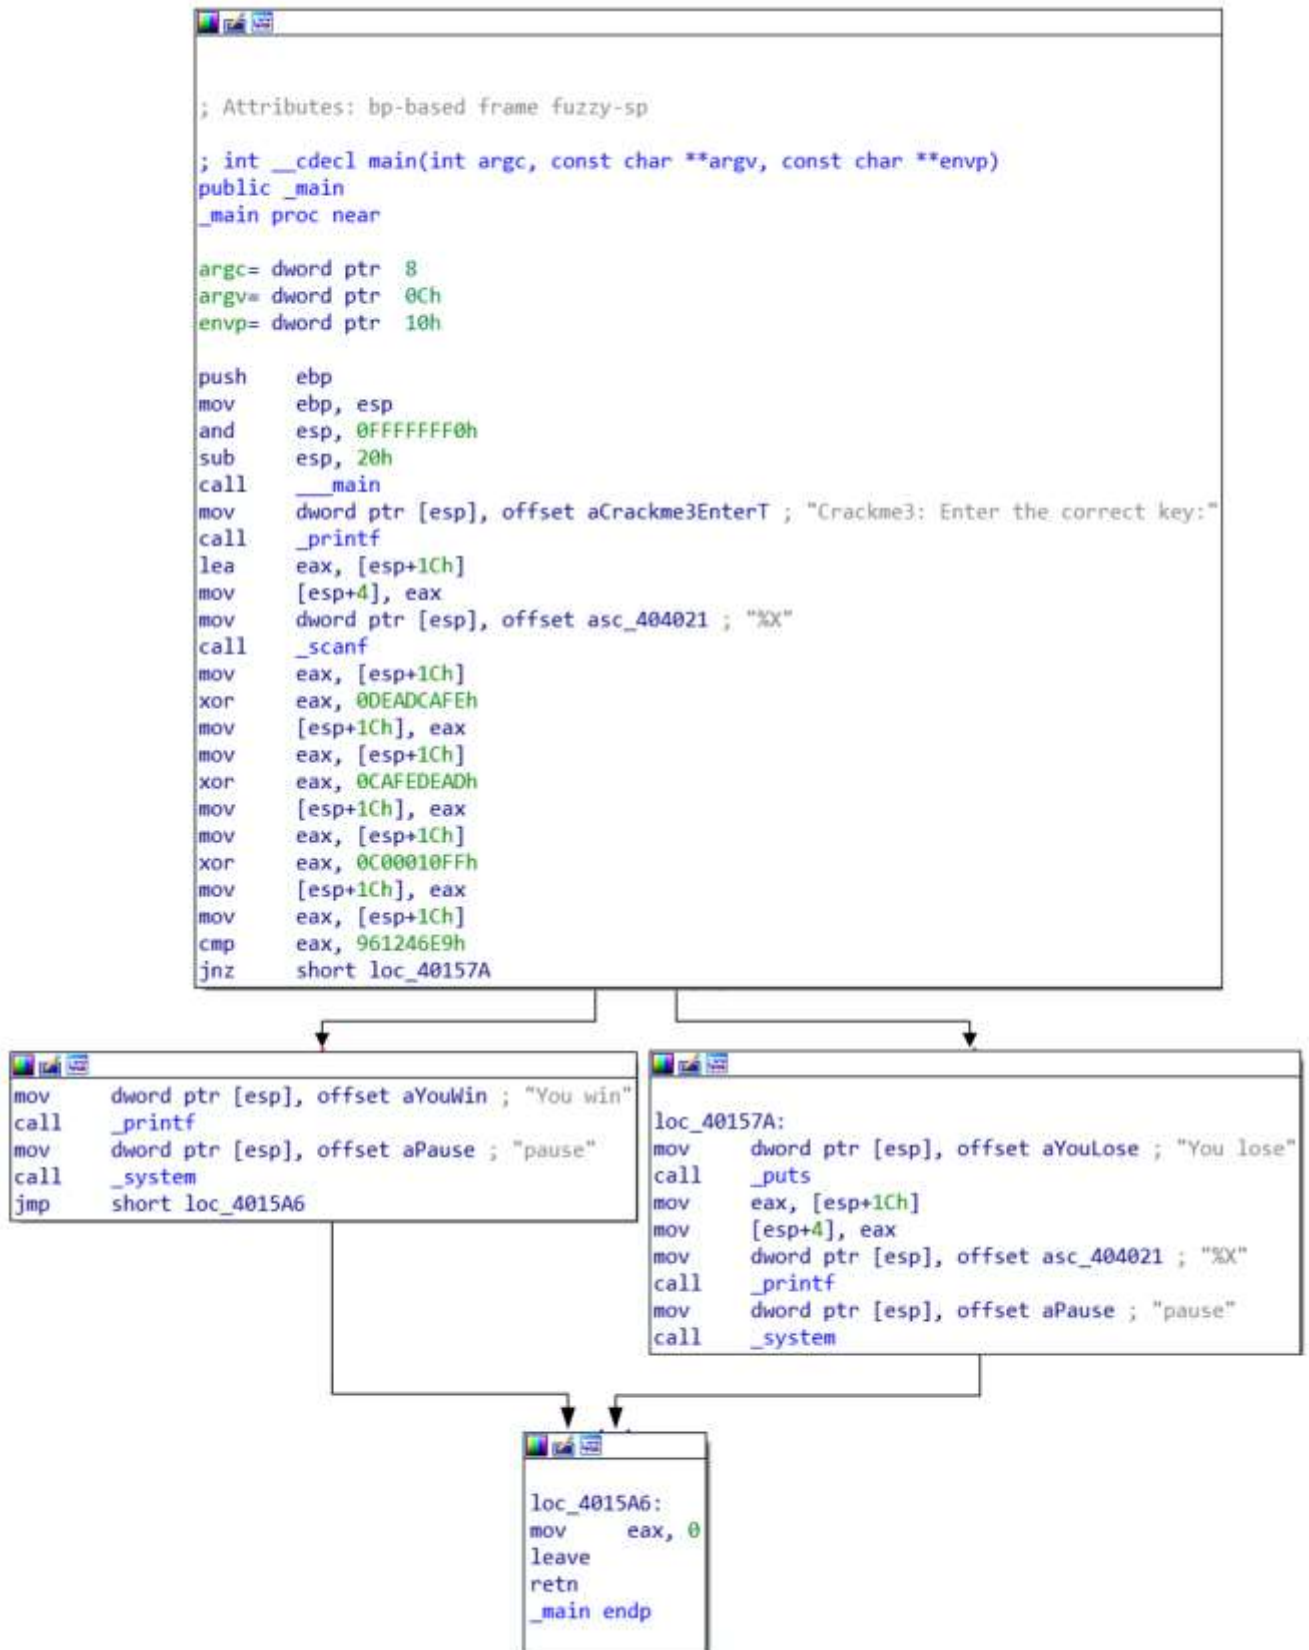 ; Attributes: bp-based frame fuzzy-sp
; int __cdecl main(int argc, const char **argv, const char **envp)
public _main
_main proc near
argc= dword ptr  8
argv= dword ptr  0Ch
envp= dword ptr  10h
push ebp
mov ebp, esp
and esp, 0FFFFFFF0h
sub esp, 20h
call ___main
mov dword ptr [esp], offset aCrackme3EnterT ; "Crackme3: Enter the correct key:"
call _printf
lea eax, [esp+1Ch]
mov [esp+4], eax
mov dword ptr [esp], offset asc_404021 ; "%X"
call _scanf
mov eax, [esp+1Ch]
xor eax, 0DEADCAFEh
mov [esp+1Ch], eax
mov eax, [esp+1Ch]
xor eax, 0CAFEDEADh
mov [esp+1Ch], eax
mov eax, [esp+1Ch]
xor eax, 0C00010FFh
mov [esp+1Ch], eax
mov eax, [esp+1Ch]
cmp eax, 961246E9h
jnz short loc_40157A
mov dword ptr [esp], offset aYouWin ; "You win"
call _printf
mov dword ptr [esp], offset aPause ; "pause"
call _system
jmp short loc_4015A6
loc_40157A:
mov dword ptr [esp], offset aYouLose ; "You lose"
call _puts
mov eax, [esp+1Ch]
mov [esp+4], eax
mov dword ptr [esp], offset asc_404021 ; "%X"
call _printf
mov dword ptr [esp], offset aPause ; "pause"
call _system
loc_4015A6:
mov eax, 0
leave
retn
_main endp